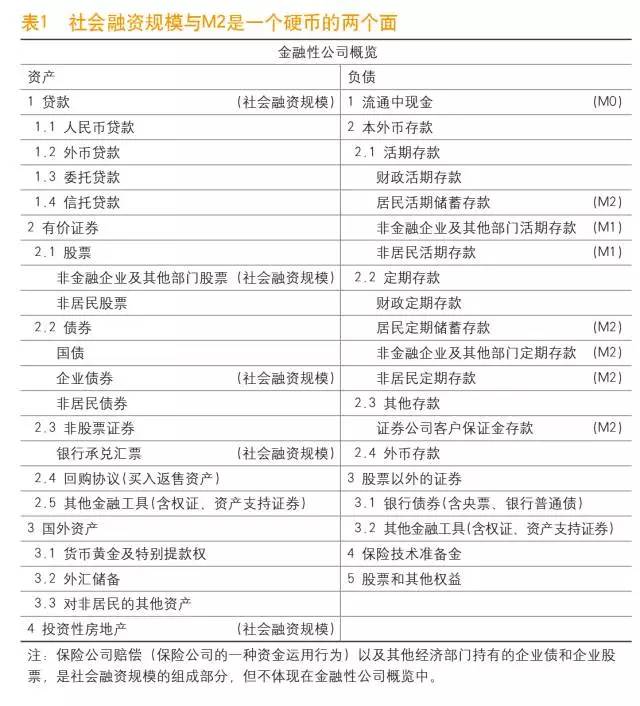 表1 社会融资规模与M2是一个硬币的两个面
金融性公司概览
资产 负债
1 贷款 (社会融资规模) 1 流通中现金 (M0)
1.1 人民币贷款 2 本外币存款
1.2 外币贷款 2.1 活期存款
1.3 委托贷款 财政活期存款
1.4 信托贷款 居民活期储蓄存款 (M2)
2 有价证券 非金融企业及其他部门活期存款 (M1)
2.1 股票 非居民活期存款 (M1)
非金融企业及其他部门股票 (社会融资规模) 2.2 定期存款
非居民股票 财政定期存款
2.2 债券 居民定期储蓄存款 (M2)
国债 非金融企业及其他部门定期存款 (M2)
企业债券 (社会融资规模) 非居民定期存款 (M2)
非居民债券 2.3 其他存款
2.3 非股票证券 证券公司客户保证金存款 (M2)
银行承兑汇票 (社会融资规模) 2.4 外币存款
2.4 回购协议(买入返售资产) 3 股票以外的证券
2.5 其他金融工具(含权证、资产支持证券) 3.1 银行债券(含央票、银行普通债)
3 国外资产 3.2 其他金融工具(含权证、资产支持证券)
3.1 货币黄金及特别提款权 4 保险技术准备金
3.2 外汇储备 5 股票和其他权益
3.3 对非居民的其他资产
4 投资性房地产 (社会融资规模)
注：保险公司赔偿（保险公司的一种资金运用行为）以及其他经济部门持有的企业债和企业股
票，是社会融资规模的组成部分，但不体现在金融性公司概览中。